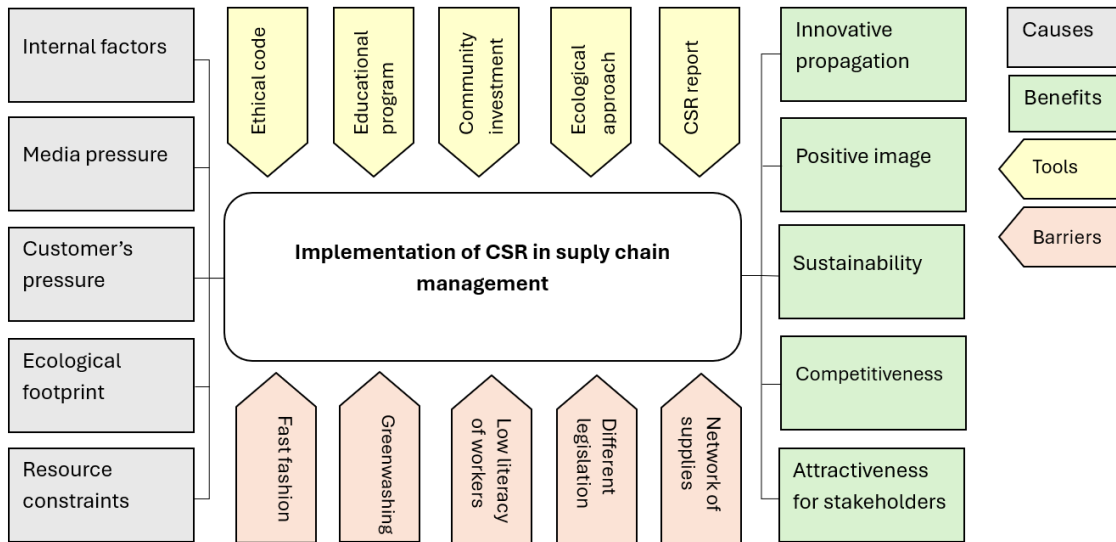 Internal factors
Media pressure
Customer’s
pressure
Ecological
footprint
Resource
constraints
Ethical code
Educational
program
Community
investment
Ecological
approach
CSR report
Implementation of CSR in suply chain
management
Fast fashion
Greenwashing
Low literacy
of workers
Different
legislation
Network of
supplies
Innovative
propagation
Positive image
Sustainability
Competitiveness
Attractiveness
for stakeholders
Causes
Benefits
Tools
Barriers